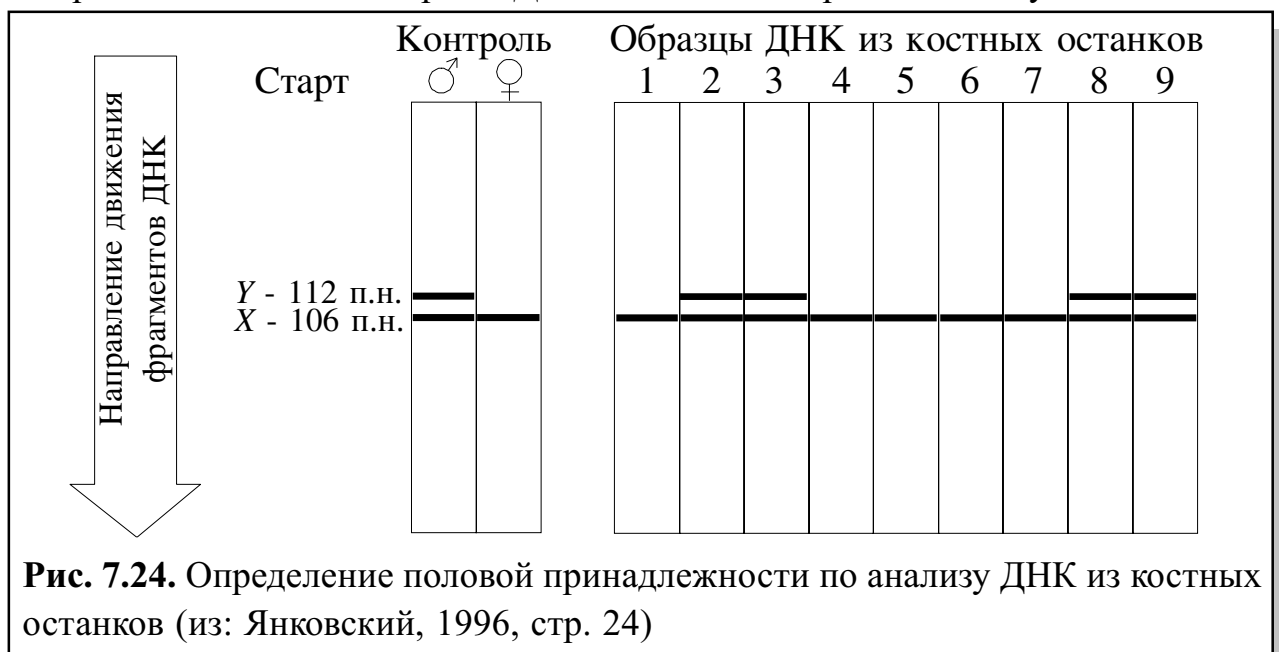 Контроль
Образцы ДНК из костных останков
Старт
♂ ♀
1 2 3 4 5 6 7 8 9
Направление движения
фрагментов ДНК
Y - 112 п.н.
X - 106 п.н.
Рис. 7.24. Определение половой принадлежности по анализу ДНК из костных
останков (из: Янковский, 1996, стр. 24)